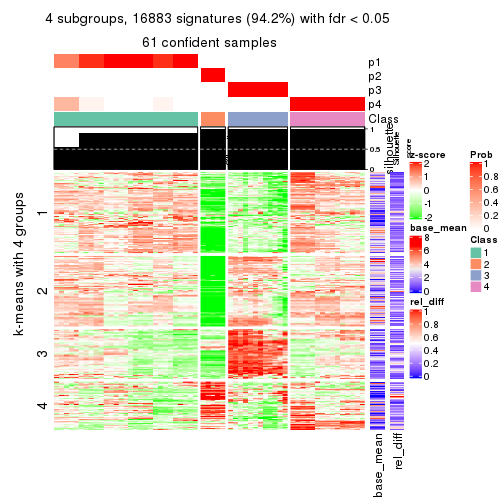 4 subgroups, 16883 signatures (94.2%) with fdr < 0.05
61 confident samples
p1
p2
p3
p4
Class
1
0.5
0
silhouette
Silhouette
score
k-means with 4 groups
1
2
3
4
base_mean
rel_diff
z-score
2
1
0
-1
-2
base_mean
8
6
4
2
0
rel_diff
1
0.8
0.6
0.4
0.2
0
Prob
1
0.8
0.6
0.4
0.2
0
Class
1
2
3
4